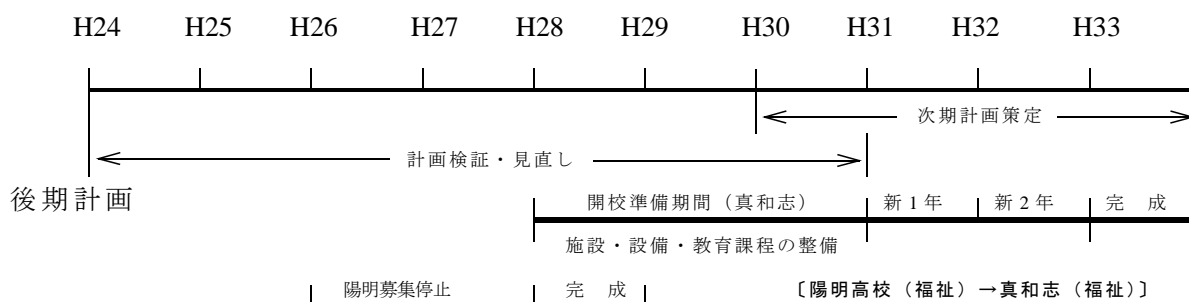 H24 H25 H26 H27 H28 H29 H30 H31 H32 H33
次期計画策定
計画検証・見直し
後期計画
開校準備期間（真和志） 新1年 新2年 完 成
施設・設備・教育課程の整備
陽明募集停止 完 成 〔陽明高校（福祉）→真和志（福祉）〕